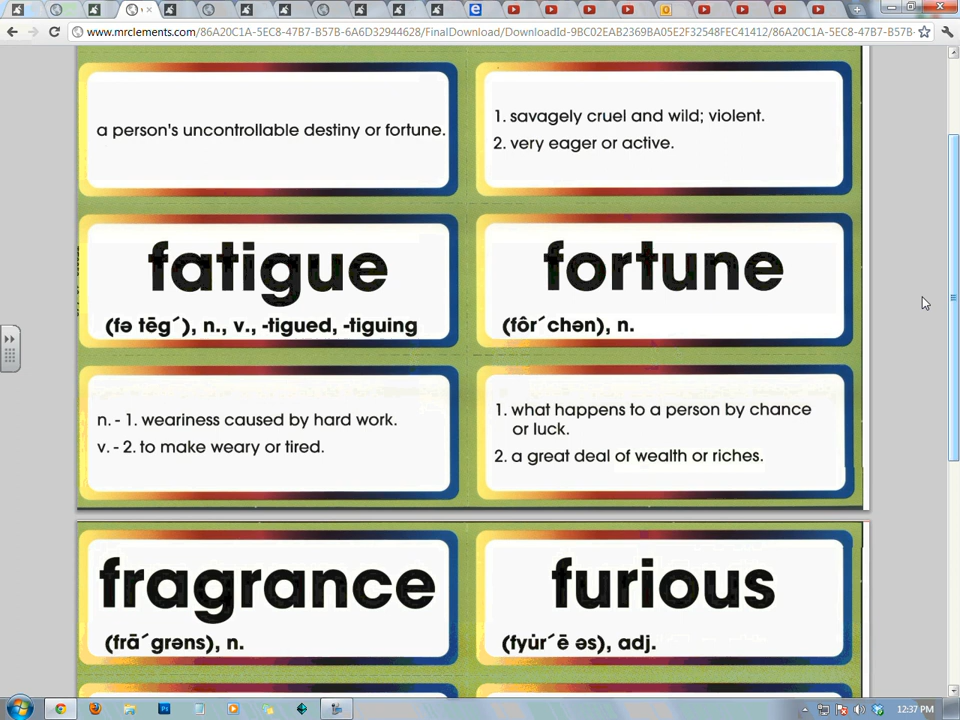 www.mrclements.com/86A20C1A-5EC8-47B7-B57B-6A6D32944628/FinalDownload/DownloadId-9BC02EAB2369BA05E2F32548FEC41412/86A20C1A-5EC8-47B7-B57B-
a person's uncontrollable destiny or fortune.
1. savagely cruel and wild; violent.
2. very eager or active.
fatigue
(fə tēg´), n., v., -tigued, -tiguing
fortune
(fôr´chən), n.
n. - 1. weariness caused by hard work.
v. - 2. to make weary or tired.
1. what happens to a person by chance
or luck.
2. a great deal of wealth or riches.
fragrance
(frā´grəns), n.
furious
(fyu̇r´ē əs), adj.
12:37 PM